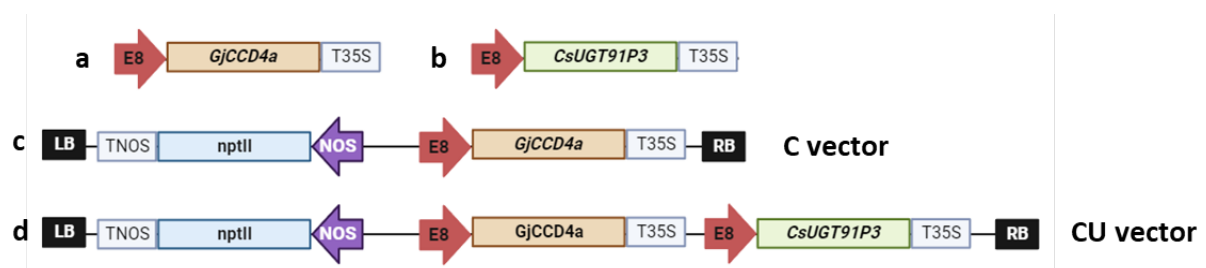 a E8 GjCCD4a T35S b E8 CsUGT91P3 T35S
c LB TNOS nptII NOS E8 GjCCD4a T35S RB C vector
d LB TNOS nptII NOS E8 GjCCD4a T35S E8 CsUGT91P3 T35S RB CU vector